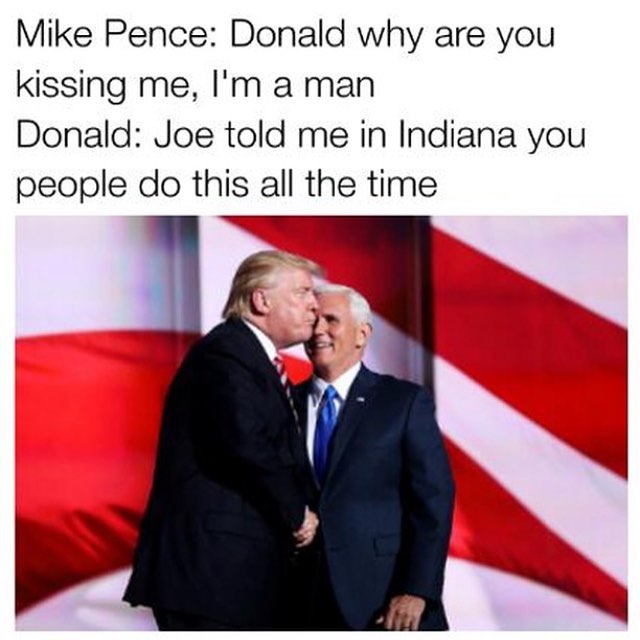 Mike Pence: Donald why are you
kissing me, I'm a man
Donald: Joe told me in Indiana you
people do this all the time